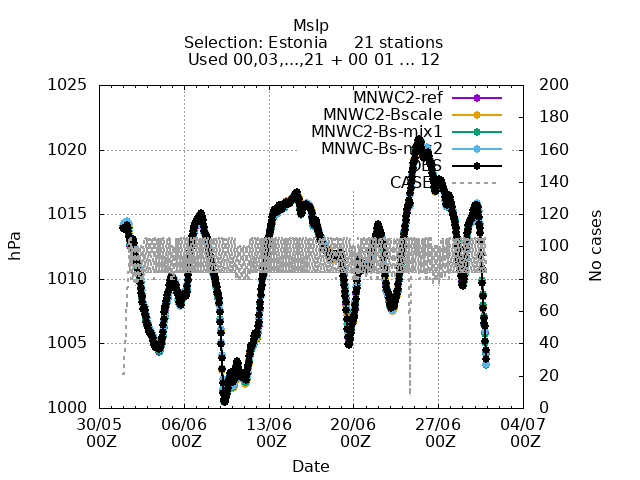 Mslp
Selection: Estonia 21 stations
Used 00,03,...,21 + 00 01 ... 12
1025
1020
1015
1010
1005
1000
hPa
200
180
160
140
120
100
80
60
40
20
0
No cases
MNWC2-ref
MNWC2-Bscale
MNWC2-Bs-mix1
MNWC-Bs-mix2
OBS
CASES
30/05 06/06 13/06 20/06 27/06 04/07
00Z 00Z 00Z 00Z 00Z 00Z
Date